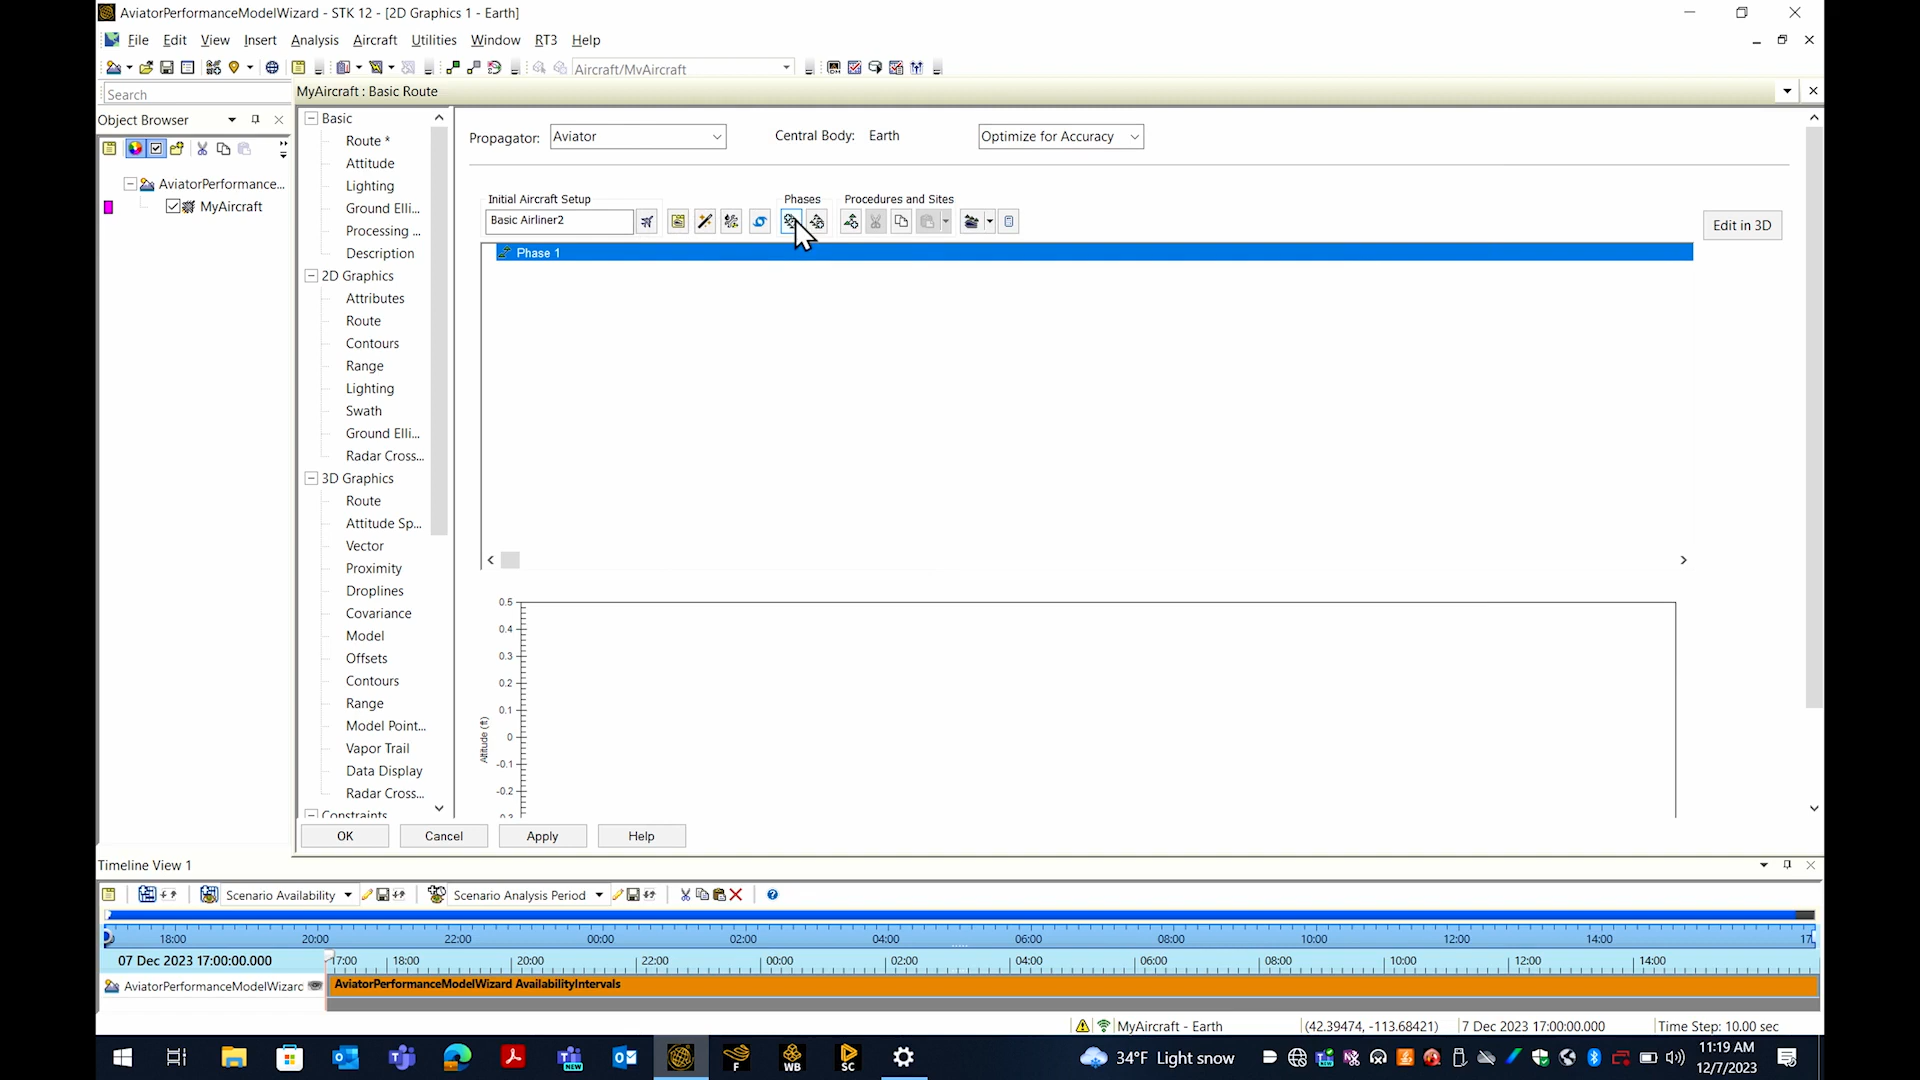 AviatorPerformanceModelWizard - STK 12 - [2D Graphics 1 - Earth]
File Edit View Insert Analysis Aircraft Utilities Window RT3 Help
Aircraft/MyAircraft
Search
MyAircraft : Basic Route
Object Browser
AviatorPerformance...
MyAircraft
Basic
Route *
Attitude
Lighting
Ground Elli...
Processing ...
Description
2D Graphics
Attributes
Route
Contours
Range
Lighting
Swath
Ground Elli...
Radar Cross...
3D Graphics
Route
Attitude Sp...
Vector
Proximity
Droplines
Covariance
Model
Offsets
Contours
Range
Model Point...
Vapor Trail
Data Display
Radar Cross...
Constraints
Propagator: Aviator Central Body: Earth Optimize for Accuracy
Initial Aircraft Setup Phases Procedures and Sites
Basic Airliner2
Edit in 3D
Phase 1
0.5
0.4
0.3
0.2
0.1
0
-0.1
-0.2
-0.3
Altitude (ft)
OK Cancel Apply Help
Timeline View 1
Scenario Availability Scenario Analysis Period
18:00 20:00 22:00 00:00 02:00 04:00 06:00 08:00 10:00 12:00 14:00 17
07 Dec 2023 17:00:00.000 17:00 18:00 20:00 22:00 00:00 02:00 04:00 06:00 08:00 10:00 12:00 14:00
AviatorPerformanceModelWizard AviatorPerformanceModelWizard AvailabilityIntervals
MyAircraft - Earth (42.39474, -113.68421) 7 Dec 2023 17:00:00.000 Time Step: 10.00 sec
NEW F WB SC
34°F Light snow
11:19 AM
12/7/2023